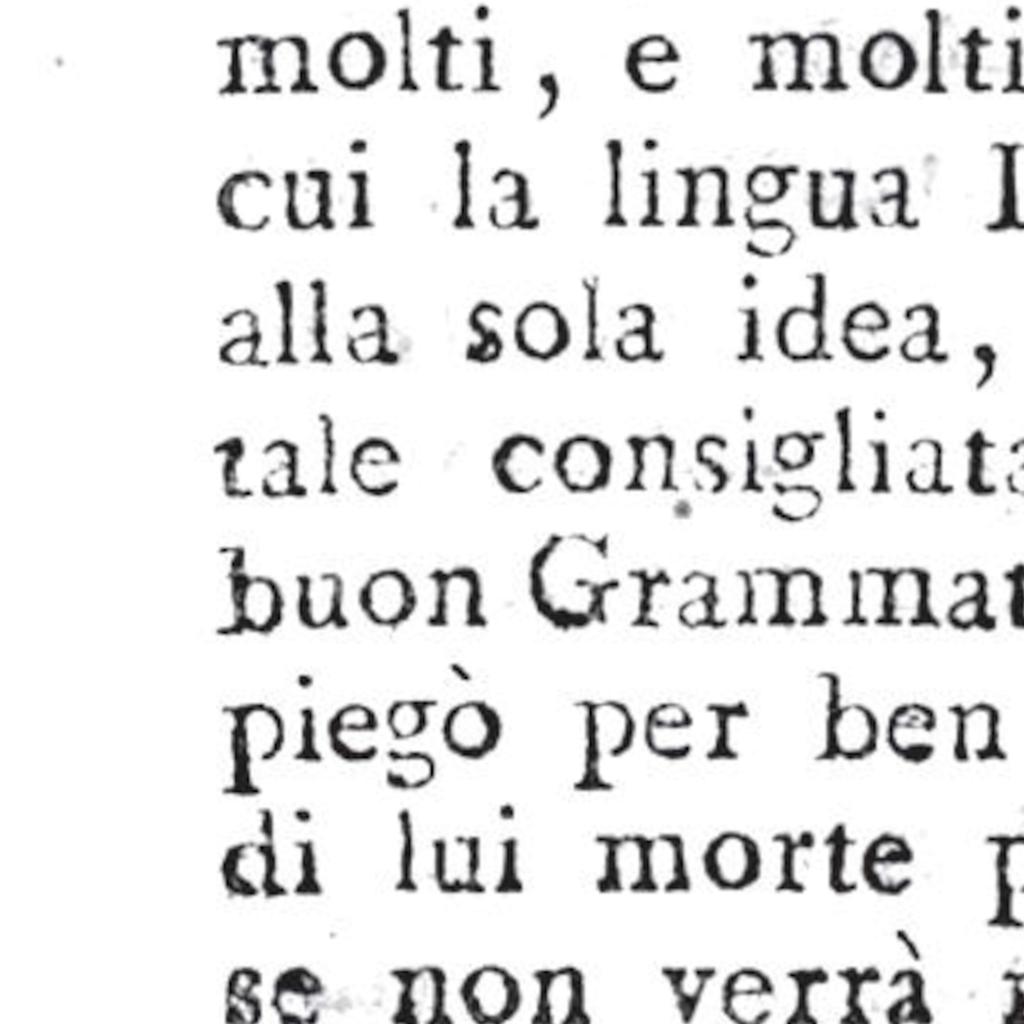 molti, e molti
cui la lingua
alla sola idea,
tale consigliata
buon Grammat
piegò per ben
di lui morte p
se non verrà